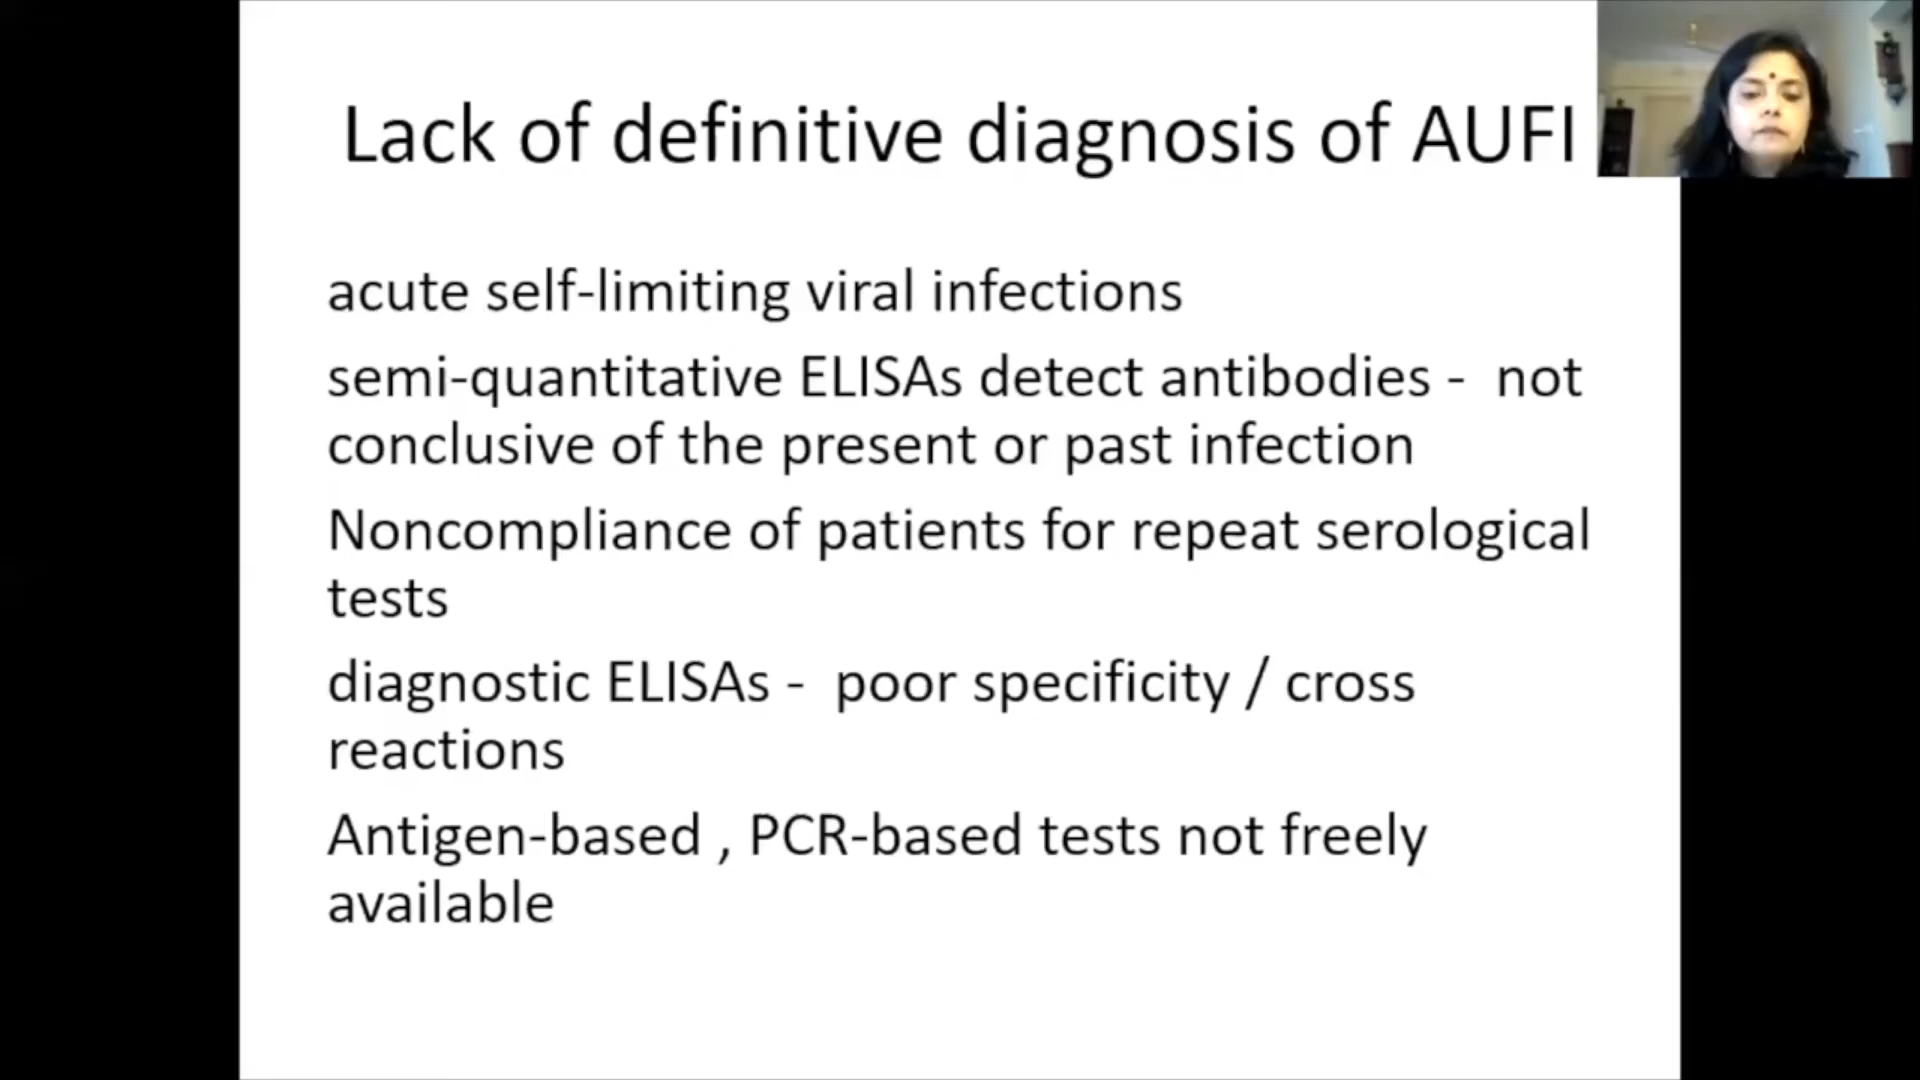 Lack of definitive diagnosis of AUFI
acute self-limiting viral infections
semi-quantitative ELISAs detect antibodies -  not
conclusive of the present or past infection
Noncompliance of patients for repeat serological
tests
diagnostic ELISAs -  poor specificity / cross
reactions
Antigen-based , PCR-based tests not freely
available